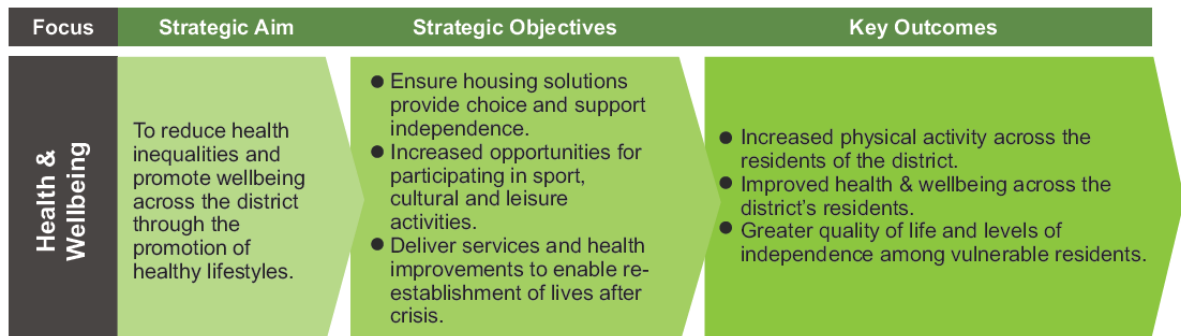 Focus
Strategic Aim
Strategic Objectives
Key Outcomes
Health &
Wellbeing
To reduce health
inequalities and
promote wellbeing
across the district
through the
promotion of
healthy lifestyles.
● Ensure housing solutions
provide choice and support
independence.
● Increased opportunities for
participating in sport,
cultural and leisure
activities.
● Deliver services and health
improvements to enable re-
establishment of lives after
crisis.
● Increased physical activity across the
residents of the district.
● Improved health & wellbeing across the
district's residents.
● Greater quality of life and levels of
independence among vulnerable residents.